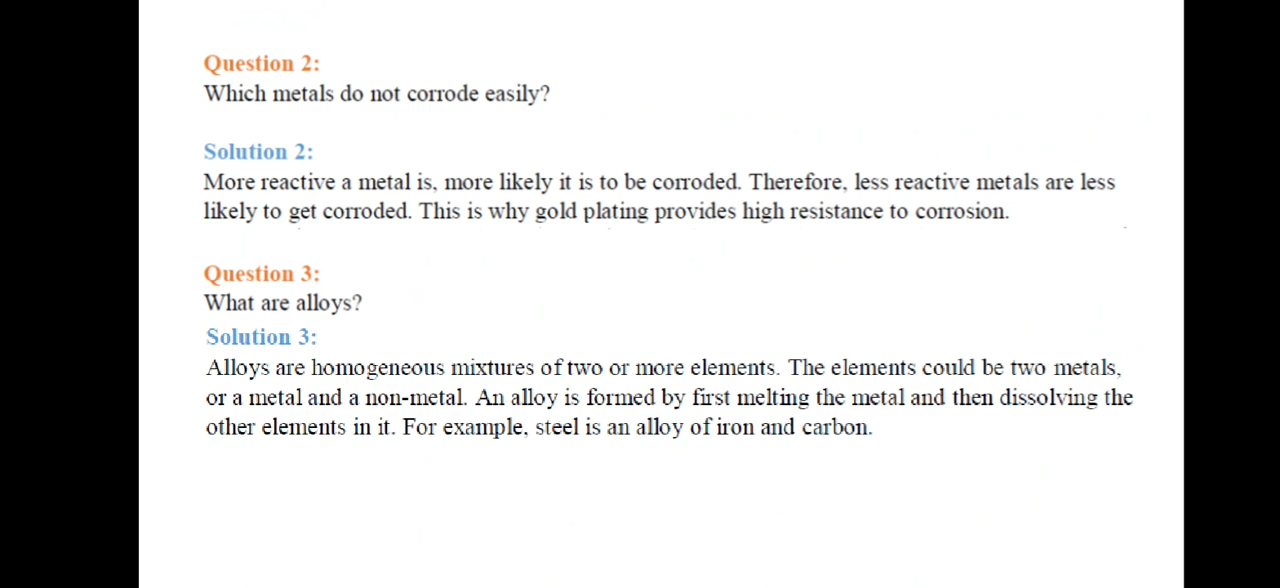 Question 2:
Which metals do not corrode easily?
Solution 2:
More reactive a metal is, more likely it is to be corroded. Therefore, less reactive metals are less
likely to get corroded. This is why gold plating provides high resistance to corrosion.
Question 3:
What are alloys?
Solution 3:
Alloys are homogeneous mixtures of two or more elements. The elements could be two metals,
or a metal and a non-metal. An alloy is formed by first melting the metal and then dissolving the
other elements in it. For example, steel is an alloy of iron and carbon.